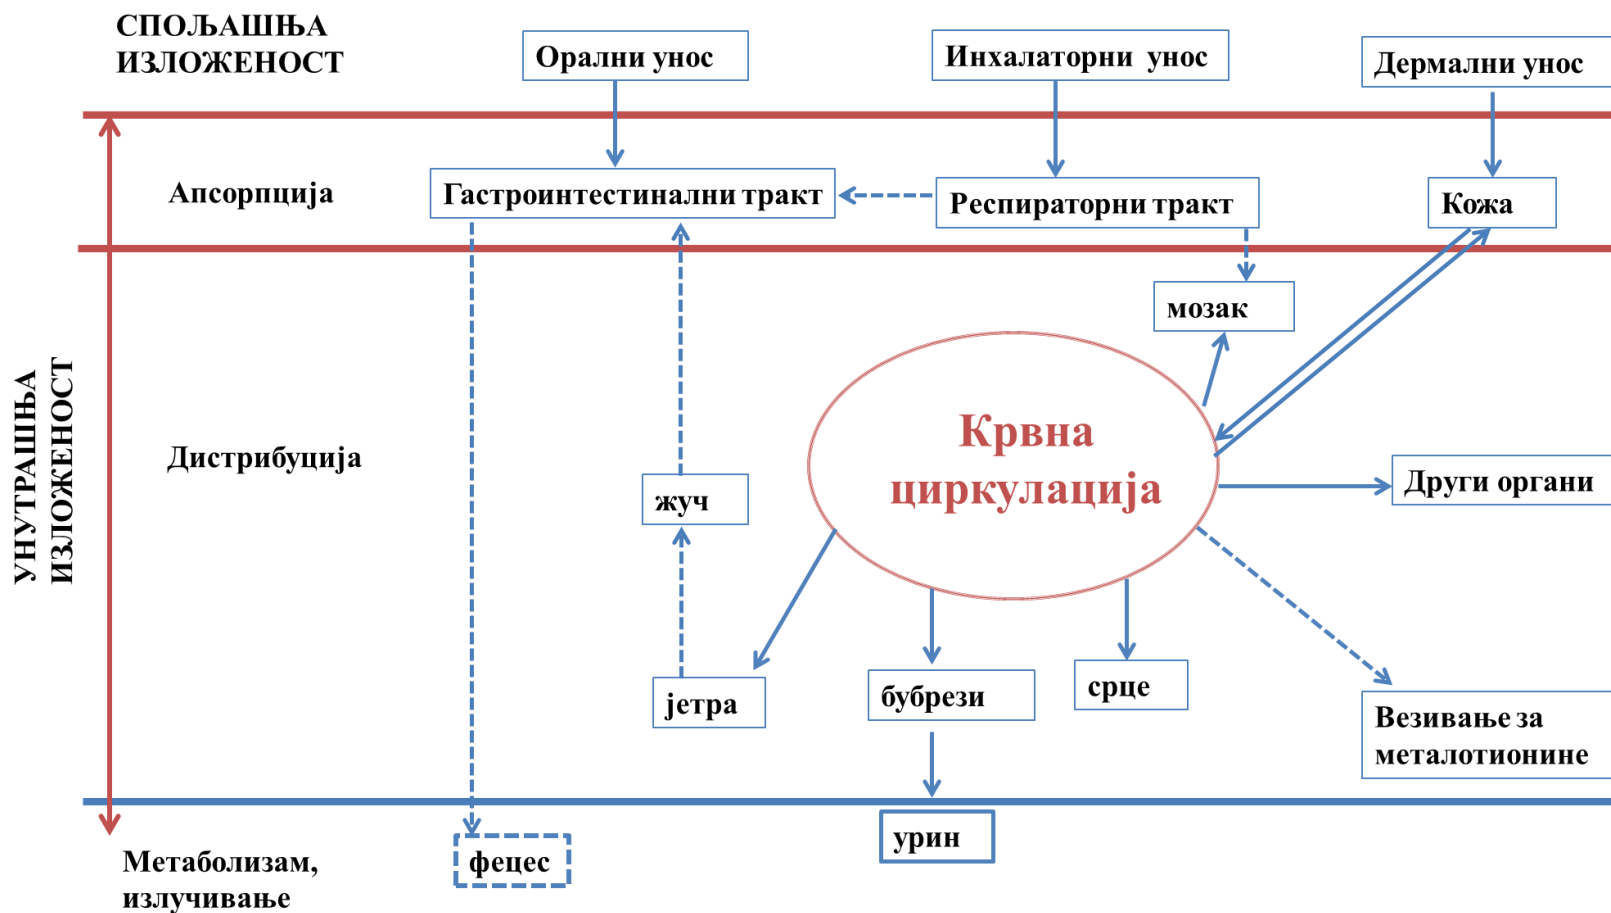 СПОЉАШЊА
ИЗЛОЖЕНОСТ
Орални унос
Инхалаторни унос
Дермални унос
Апсорпција
Гастроинтестинални тракт
Респираторни тракт
Кожа
мозак
УНУТРАШЊА
ИЗЛОЖЕНОСТ
Дистрибуција
Крвна
циркулација
Други органи
жуч
јетра
бубрези
срце
Везивање за
металотионине
Метаболизам,
излучивање
фецес
урин